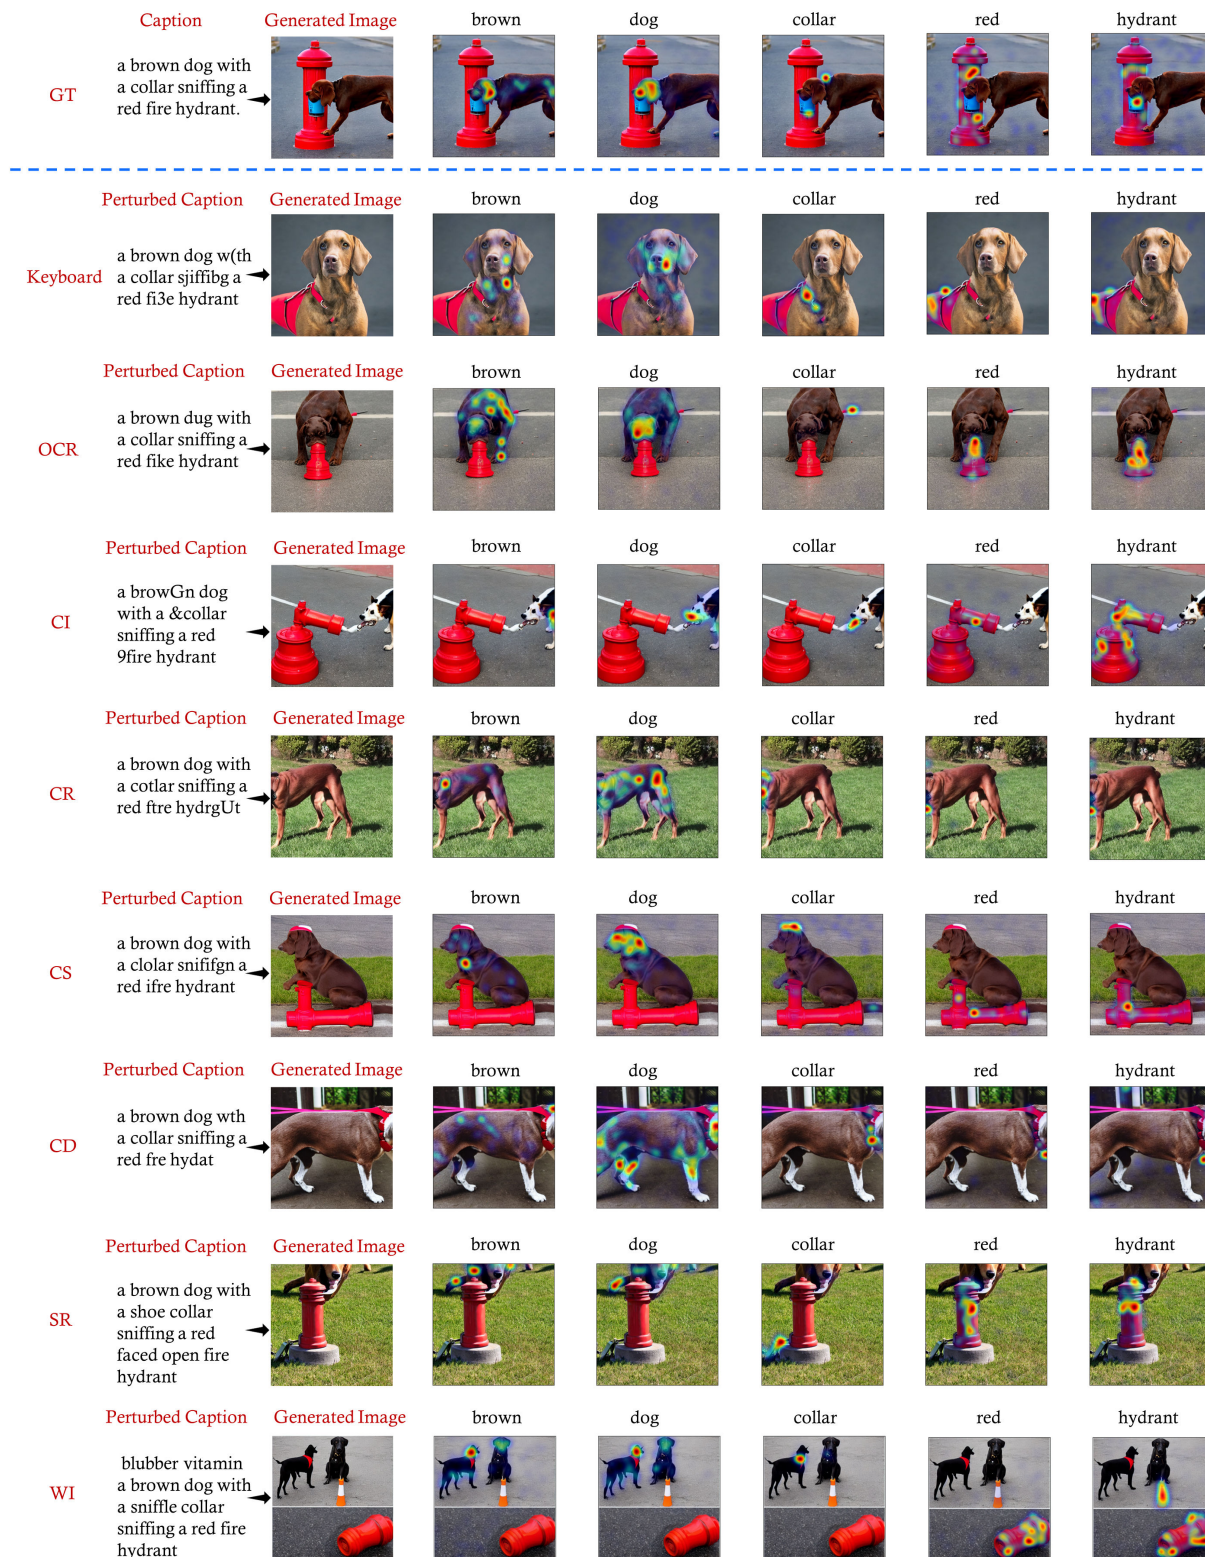 Caption Generated Image brown dog collar red hydrant
GT
a brown dog with
a collar sniffing a
red fire hydrant.
Perturbed Caption Generated Image brown dog collar red hydrant
Keyboard
a brown dog w(th
a collar sjiffibg a
red fi3e hydrant
Perturbed Caption Generated Image brown dog collar red hydrant
OCR
a brown dug with
a collar sniffing a
red fike hydrant
Perturbed Caption Generated Image brown dog collar red hydrant
CI
a browGn dog
with a &collar
sniffing a red
9fire hydrant
Perturbed Caption Generated Image brown dog collar red hydrant
CR
a brown dog with
a cotlar sniffing a
red ftre hydrgUt
Perturbed Caption Generated Image brown dog collar red hydrant
CS
a brown dog with
a clolar snififgn a
red ifre hydrant
Perturbed Caption Generated Image brown dog collar red hydrant
CD
a brown dog wth
a collar sniffing a
red fre hydat
Perturbed Caption Generated Image brown dog collar red hydrant
SR
a brown dog with
a shoe collar
sniffing a red
faced open fire
hydrant
Perturbed Caption Generated Image brown dog collar red hydrant
WI
blubber vitamin
a brown dog with
a sniffle collar
sniffing a red fire
hydrant